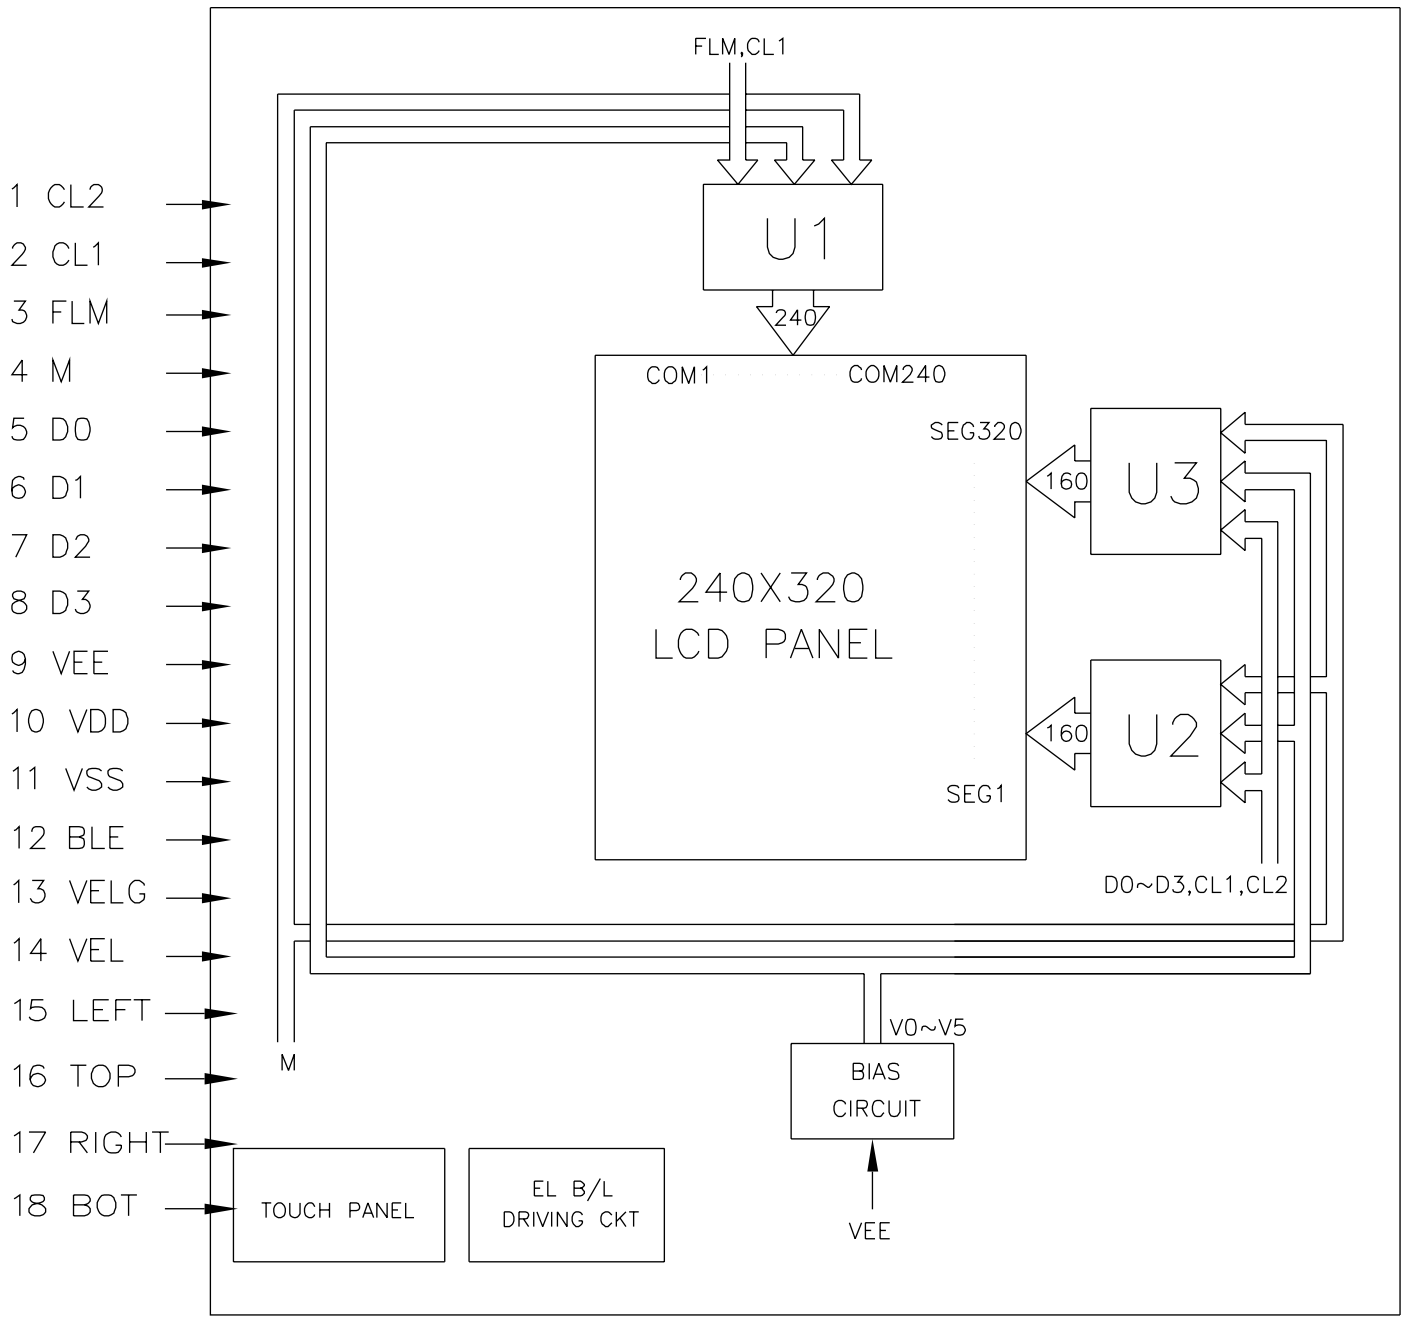 FLM,CL1
1 CL2
2 CL1
3 FLM
4 M
5 D0
6 D1
7 D2
8 D3
9 VEE
10 VDD
11 VSS
12 BLE
13 VELG
14 VEL
15 LEFT
16 TOP
17 RIGHT
18 BOT
U1
240
COM1 COM240
SEG320
160
U3
240X320
LCD PANEL
160
U2
SEG1
D0~D3,CL1,CL2
V0~V5
M
BIAS
CIRCUIT
VEE
TOUCH PANEL
EL B/L
DRIVING CKT